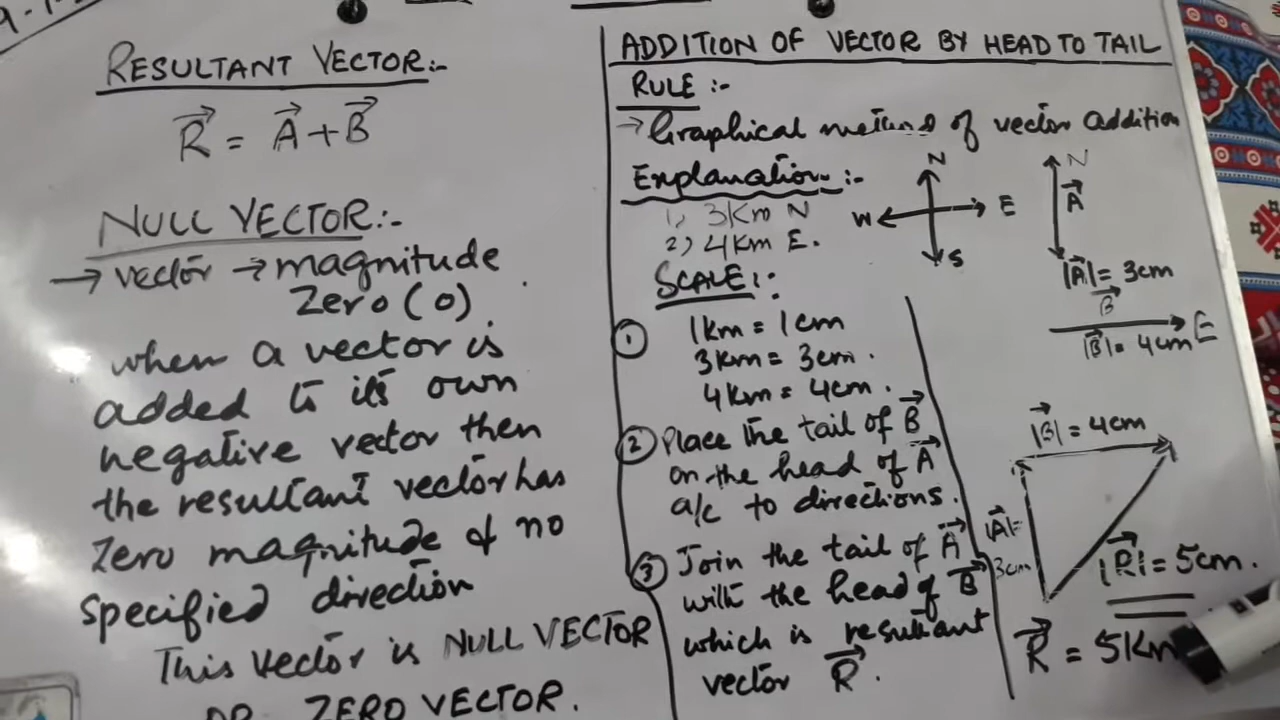 RESULTANT VECTOR:-
R = A + B
NULL VECTOR:-
→ vector → magnitude
Zero (0)
when a vector is
added to its own
negative vector then
the resultant vector has
Zero magnitude & no
specified direction
This vector is NULL VECTOR
OR ZERO VECTOR.
ADDITION OF VECTOR BY HEAD TO TAIL
RULE :-
→ Graphical method of vector addition
Explanation :-
1) 3Km N
2) 4Km E.
N
W
E
S
N
A
|A| = 3cm
B
E
|B| = 4cm
SCALE :-
① 1km = 1cm
3km = 3cm.
4km = 4cm.
② Place the tail of B
on the head of A
a/c to directions.
③ Join the tail of A
with the head of B
which is resultant
vector R.
|B| = 4cm
|A| =
3cm
|R| = 5cm.
R = 5Km